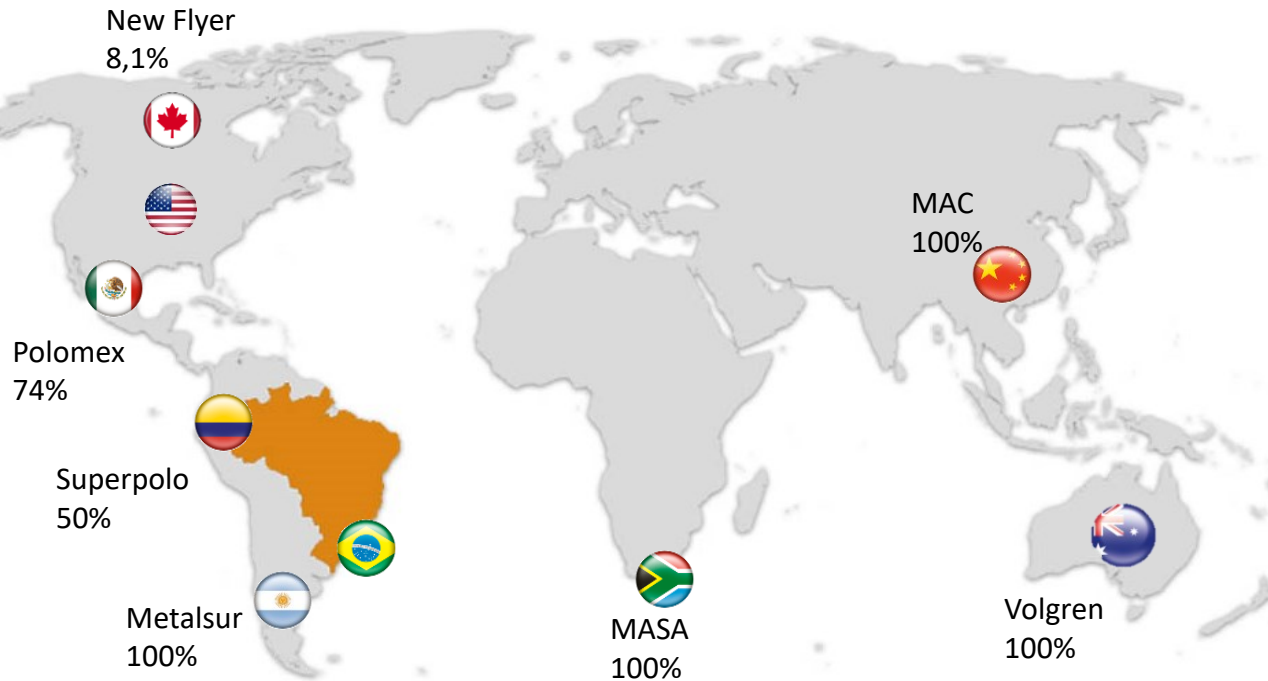 New Flyer
8,1%
MAC
100%
Polomex
74%
Superpolo
50%
Metalsur
100%
MASA
100%
Volgren
100%